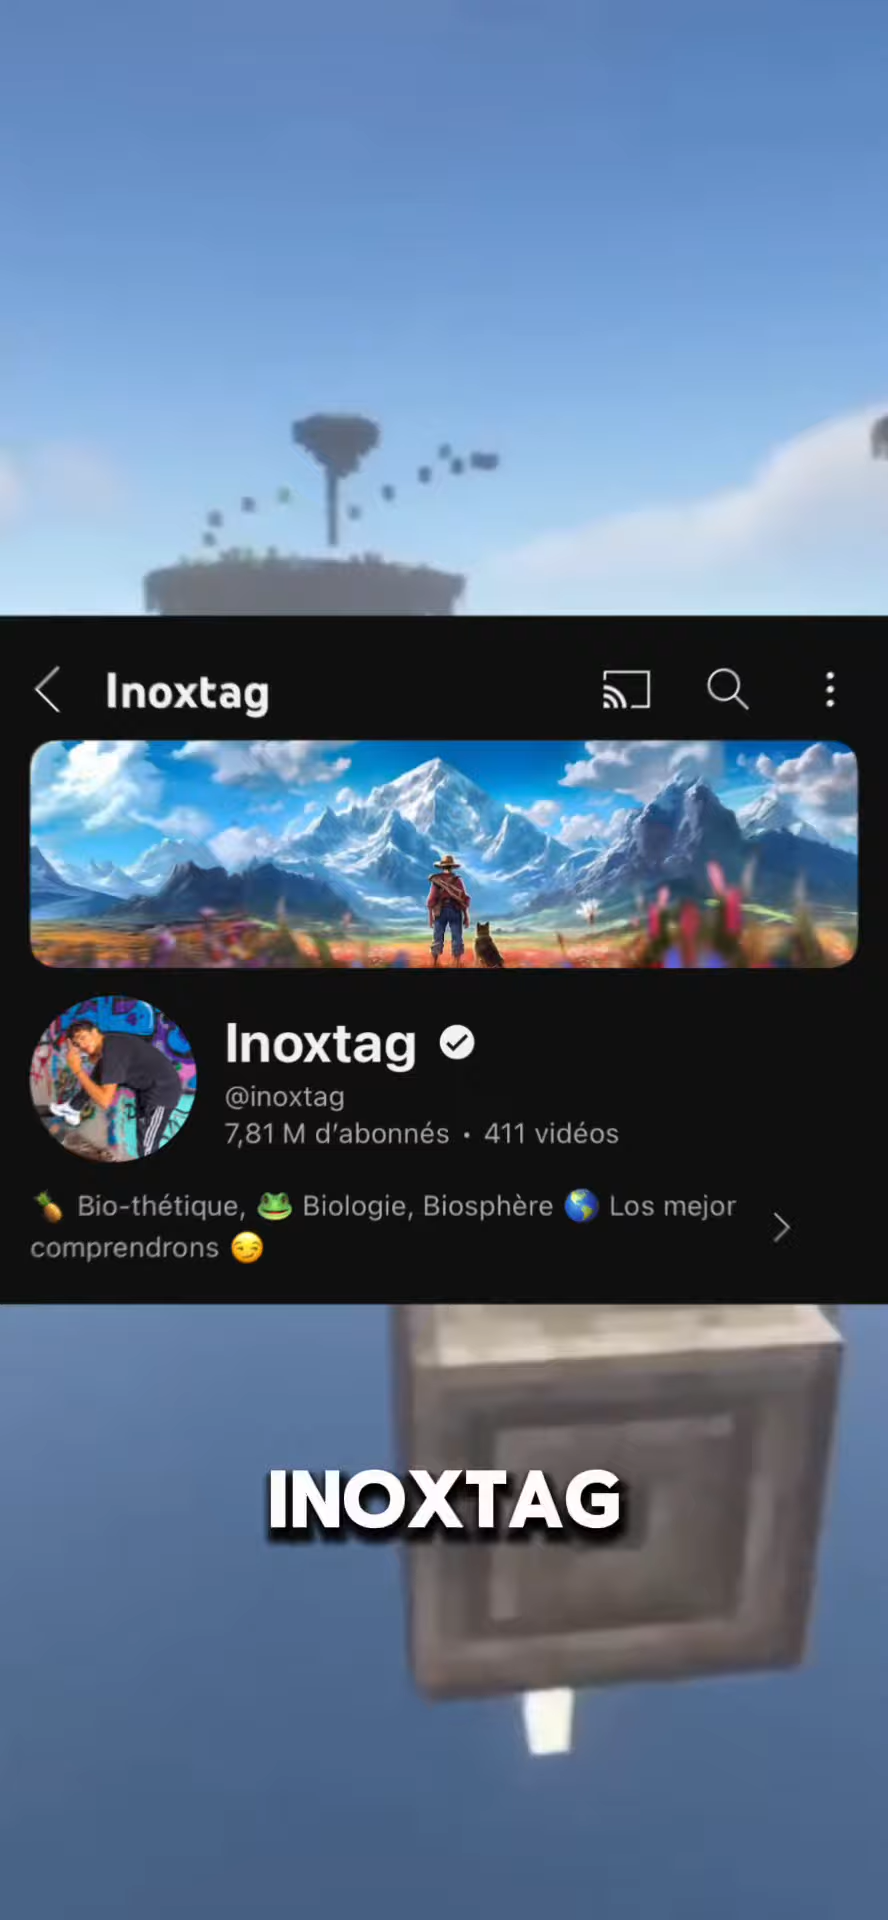 Inoxtag
Inoxtag
@inoxtag
7,81 M d'abonnés • 411 vidéos
🍍 Bio-thétique, 🐸 Biologie, Biosphère 🌎 Los mejor
comprendrons 😏
INOXTAG